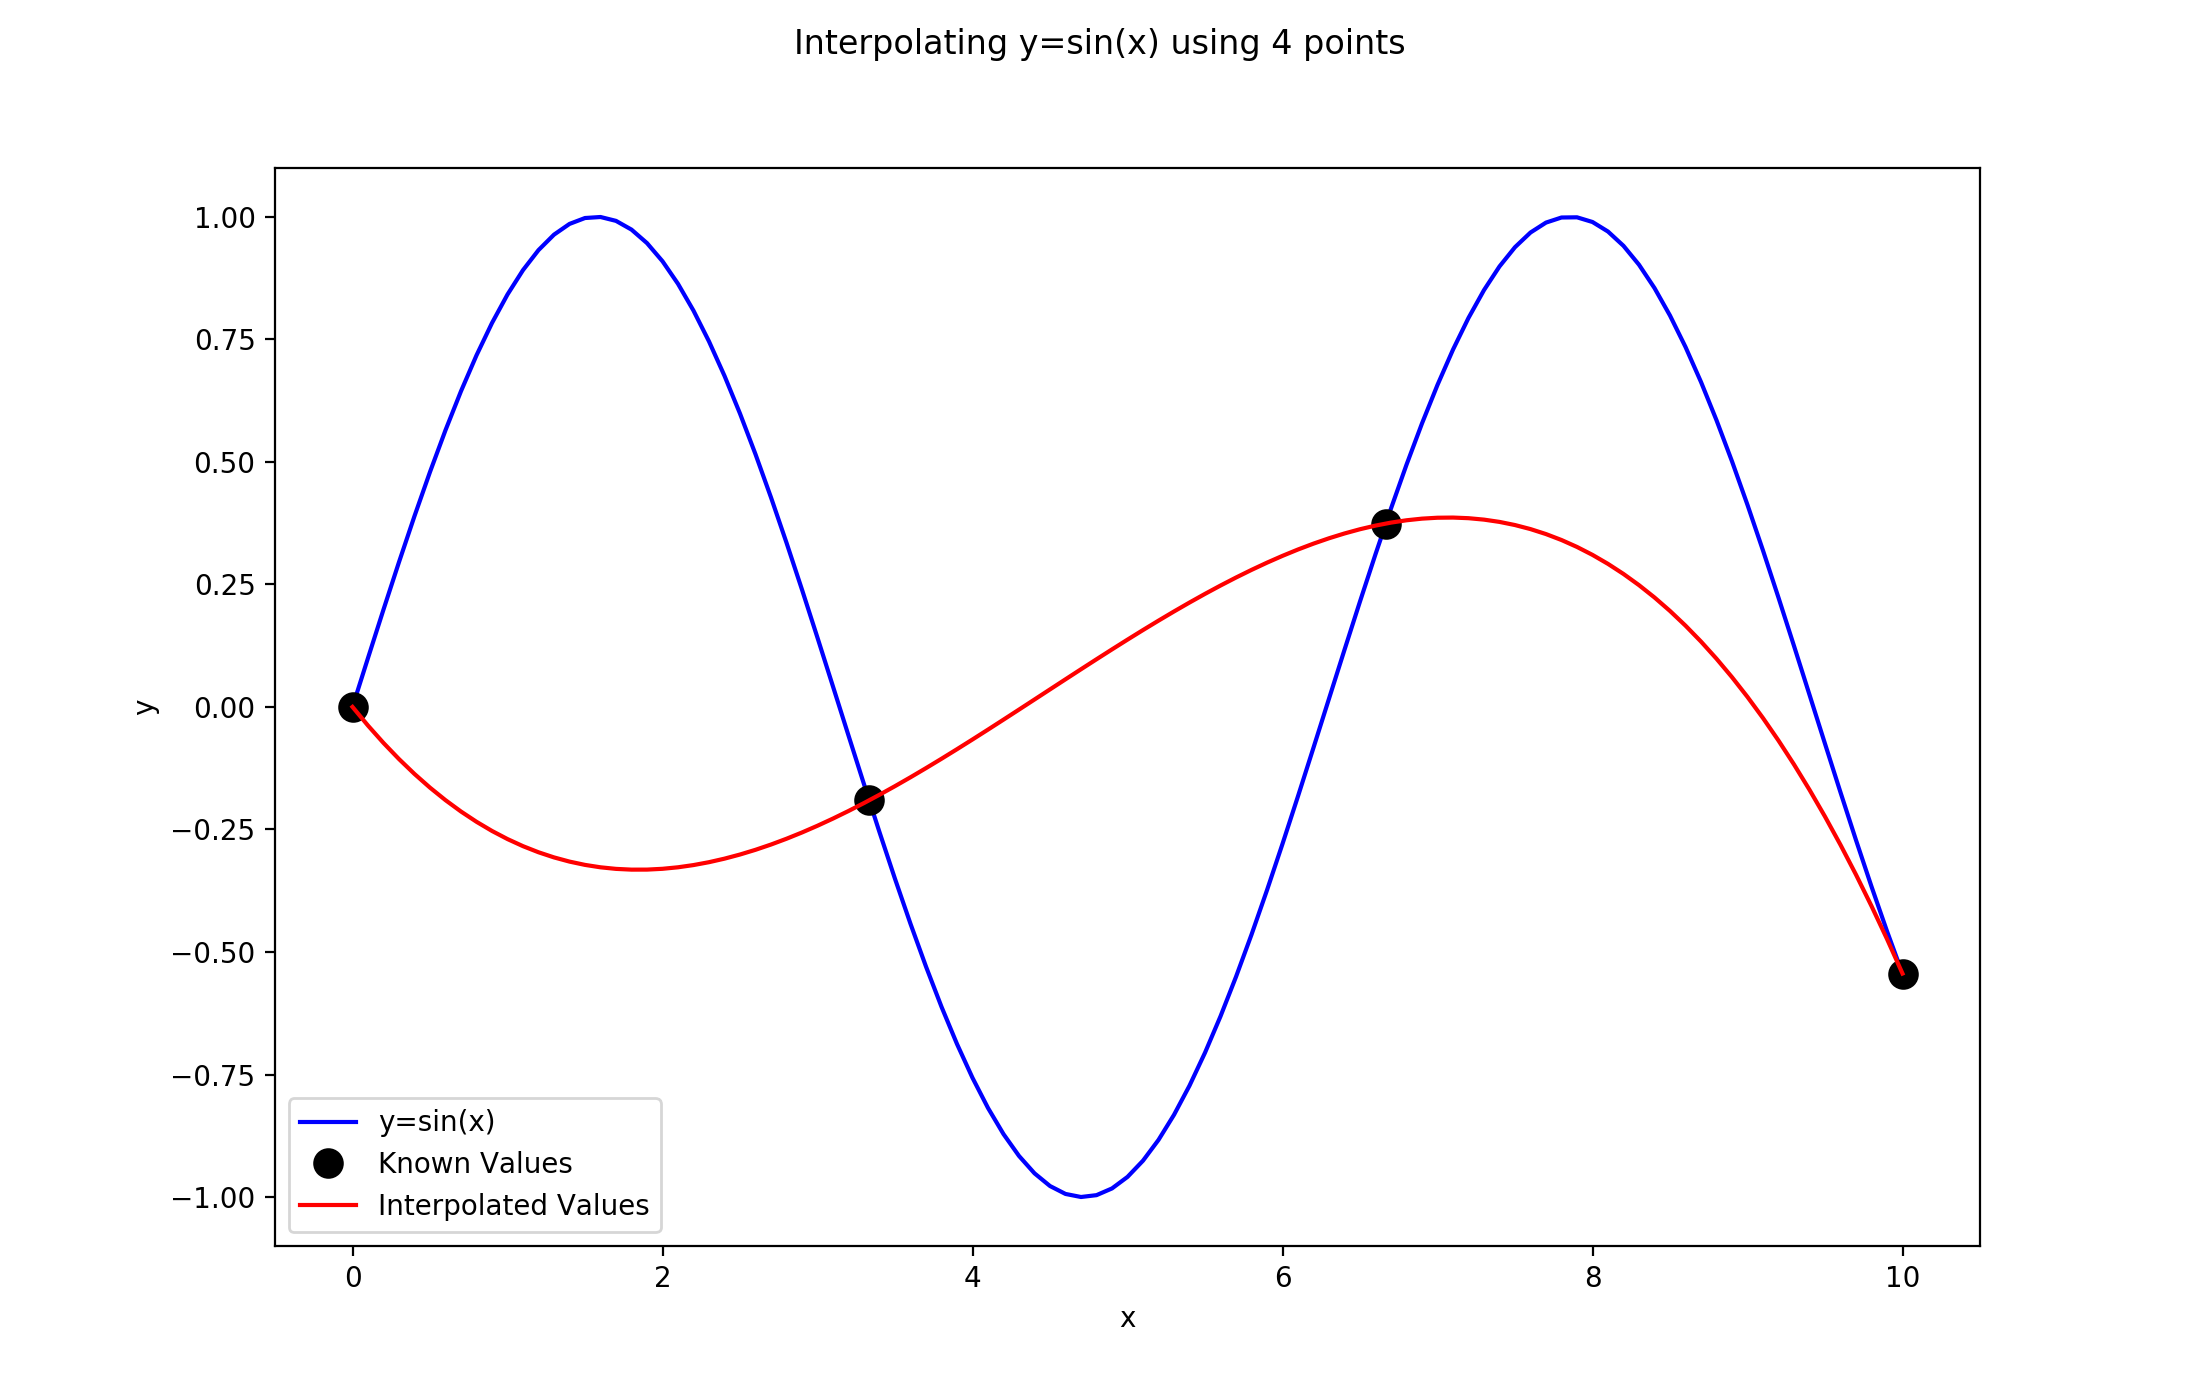 Interpolating y=sin(x) using 4 points
1.00
0.75
0.50
0.25
0.00
−0.25
−0.50
−0.75
−1.00
y
y=sin(x)
Known Values
Interpolated Values
0 2 4 6 8 10
x